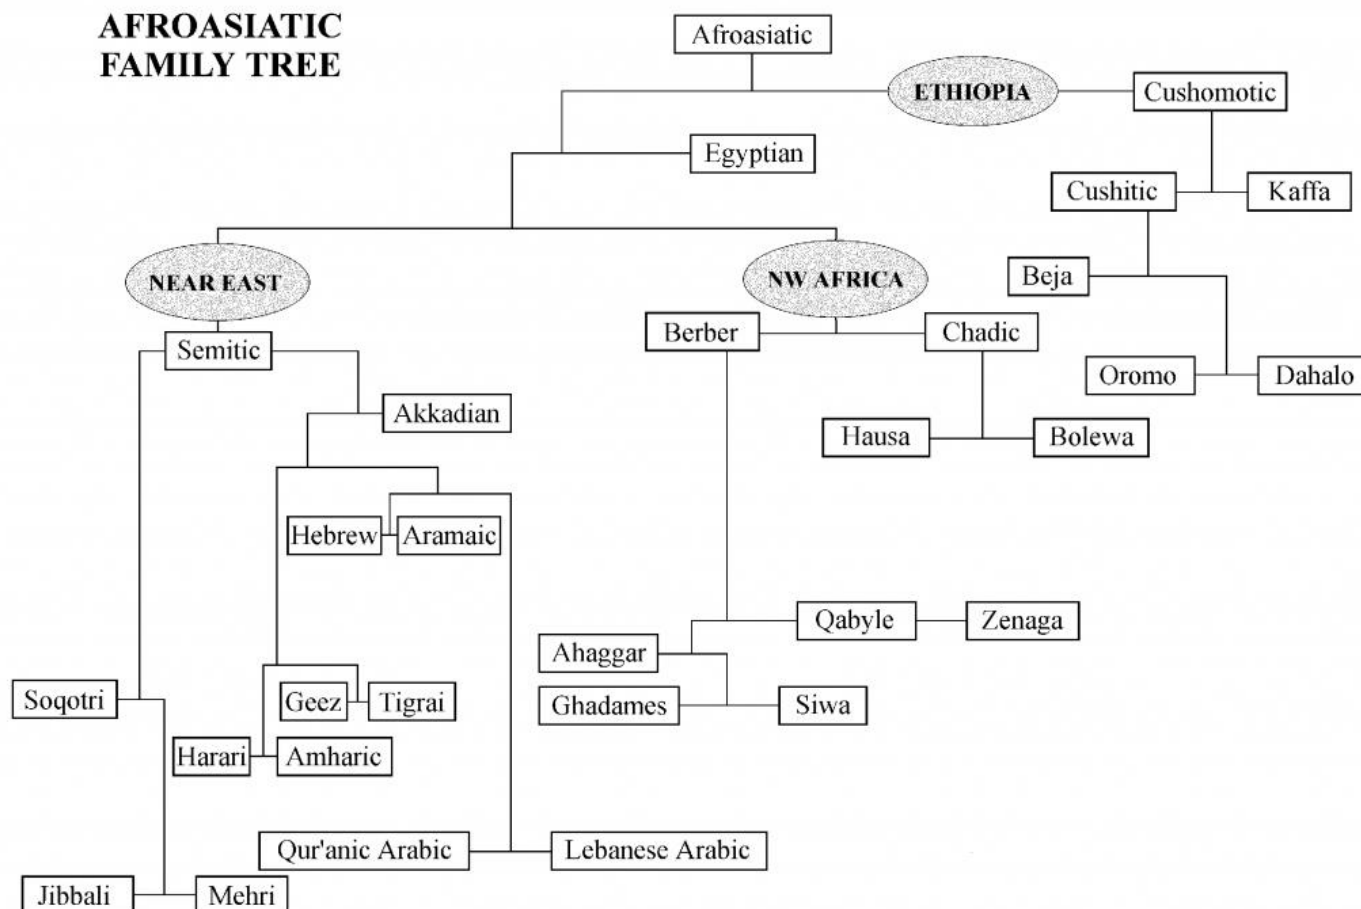 AFROASIATIC
FAMILY TREE
Afroasiatic
ETHIOPIA
Cushomotic
Egyptian
Cushitic
Kaffa
NEAR EAST
NW AFRICA
Beja
Berber
Chadic
Semitic
Oromo
Dahalo
Akkadian
Hausa
Bolewa
Hebrew
Aramaic
Qabyle
Zenaga
Ahaggar
Geez
Tigrai
Soqotri
Ghadames
Siwa
Harari
Amharic
Qur'anic Arabic
Lebanese Arabic
Jibbali
Mehri